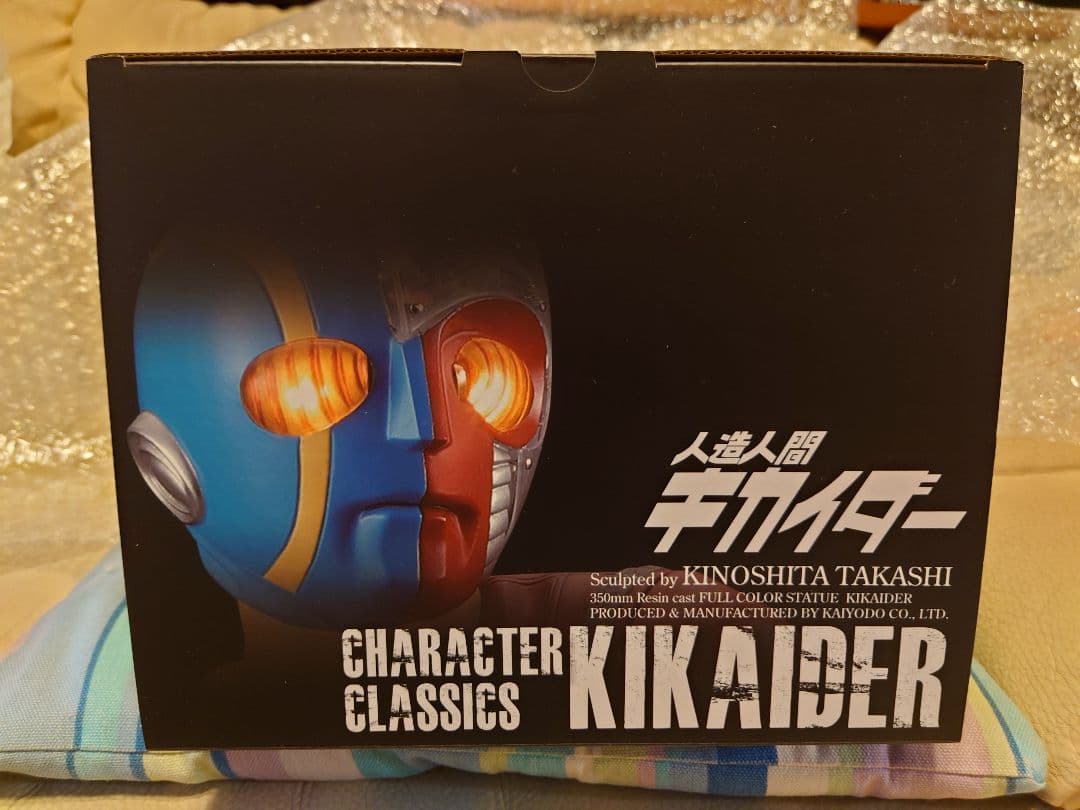 人造人間
キカイダー
Sculpted by KINOSHITA TAKASHI
350mm Resin cast FULL COLOR STATUE KIKAIDER
PRODUCED & MANUFACTURED BY KAIYODO CO., LTD.
CHARACTER
CLASSICS
KIKAIDER